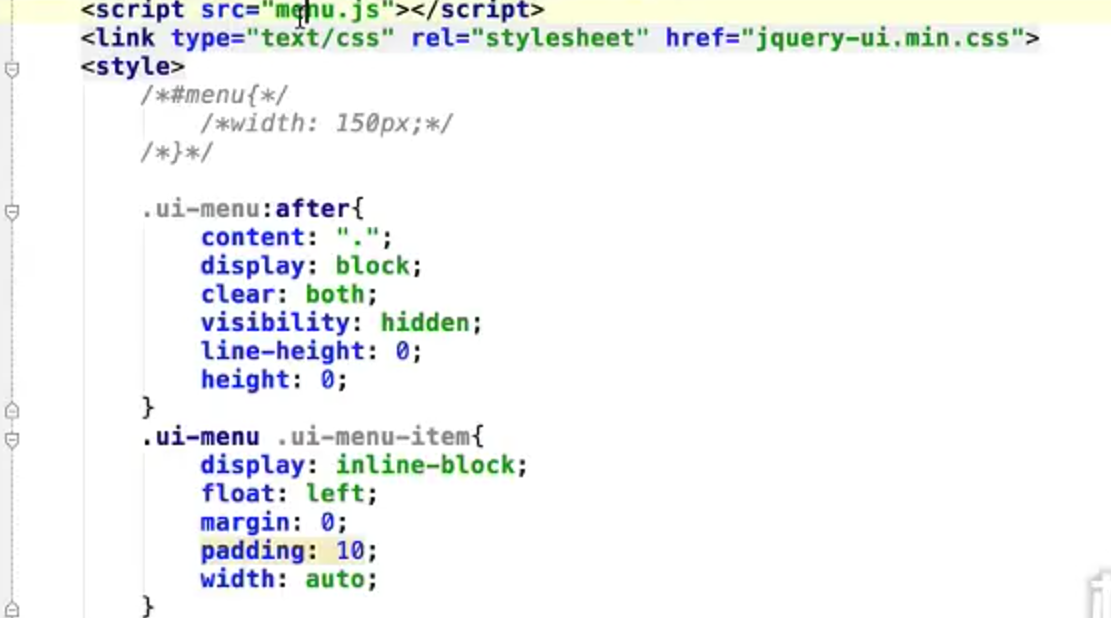 <script src="menu.js"></script>
<link type="text/css" rel="stylesheet" href="jquery-ui.min.css">
<style>
/*#menu{*/
/*width: 150px;*/
/*}*/
.ui-menu:after{
content: ".";
display: block;
clear: both;
visibility: hidden;
line-height: 0;
height: 0;
}
.ui-menu .ui-menu-item{
display: inline-block;
float: left;
margin: 0;
padding: 10;
width: auto;
}